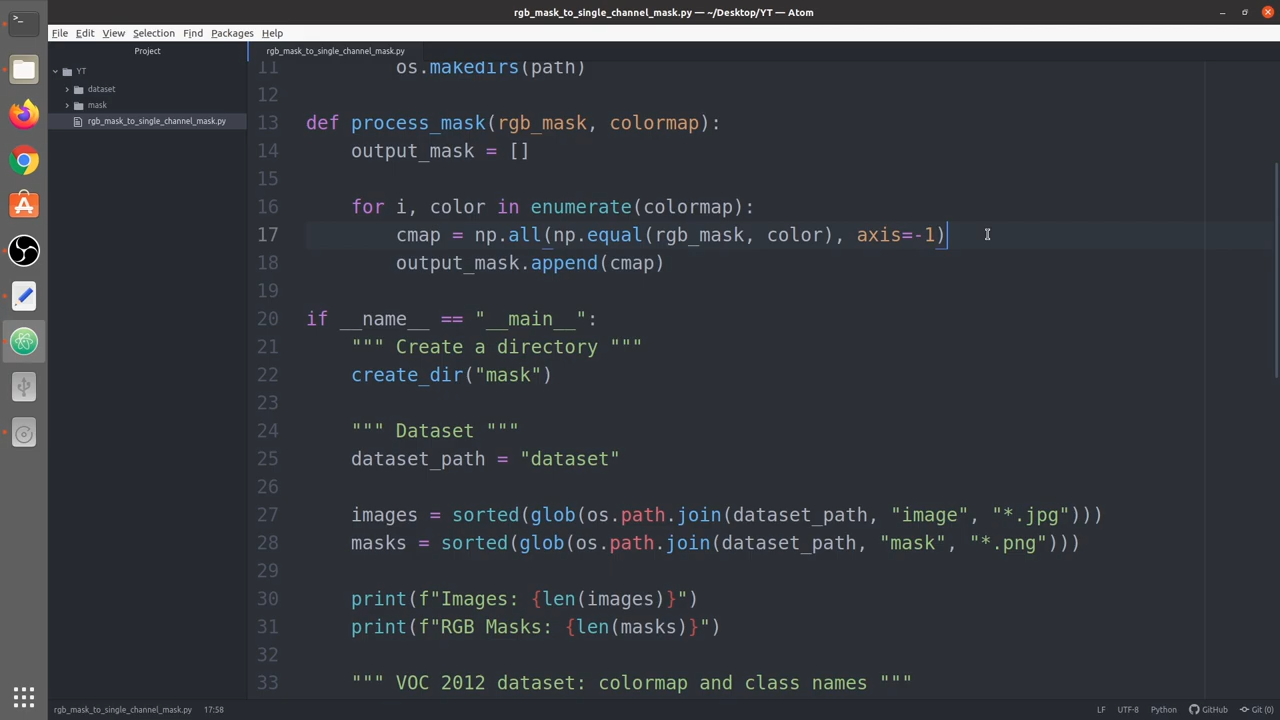 rgb_mask_to_single_channel_mask.py — ~/Desktop/YT — Atom
File Edit View Selection Find Packages Help
Project
rgb_mask_to_single_channel_mask.py
YT
dataset
mask
rgb_mask_to_single_channel_mask.py
11 os.makedirs(path)
12
13 def process_mask(rgb_mask, colormap):
14 output_mask = []
15
16 for i, color in enumerate(colormap):
17 cmap = np.all(np.equal(rgb_mask, color), axis=-1)
18 output_mask.append(cmap)
19
20 if __name__ == "__main__":
21 """ Create a directory """
22 create_dir("mask")
23
24 """ Dataset """
25 dataset_path = "dataset"
26
27 images = sorted(glob(os.path.join(dataset_path, "image", "*.jpg")))
28 masks = sorted(glob(os.path.join(dataset_path, "mask", "*.png")))
29
30 print(f"Images: {len(images)}")
31 print(f"RGB Masks: {len(masks)}")
32
33 """ VOC 2012 dataset: colormap and class names """
rgb_mask_to_single_channel_mask.py 17:58 LF UTF-8 Python GitHub Git (0)